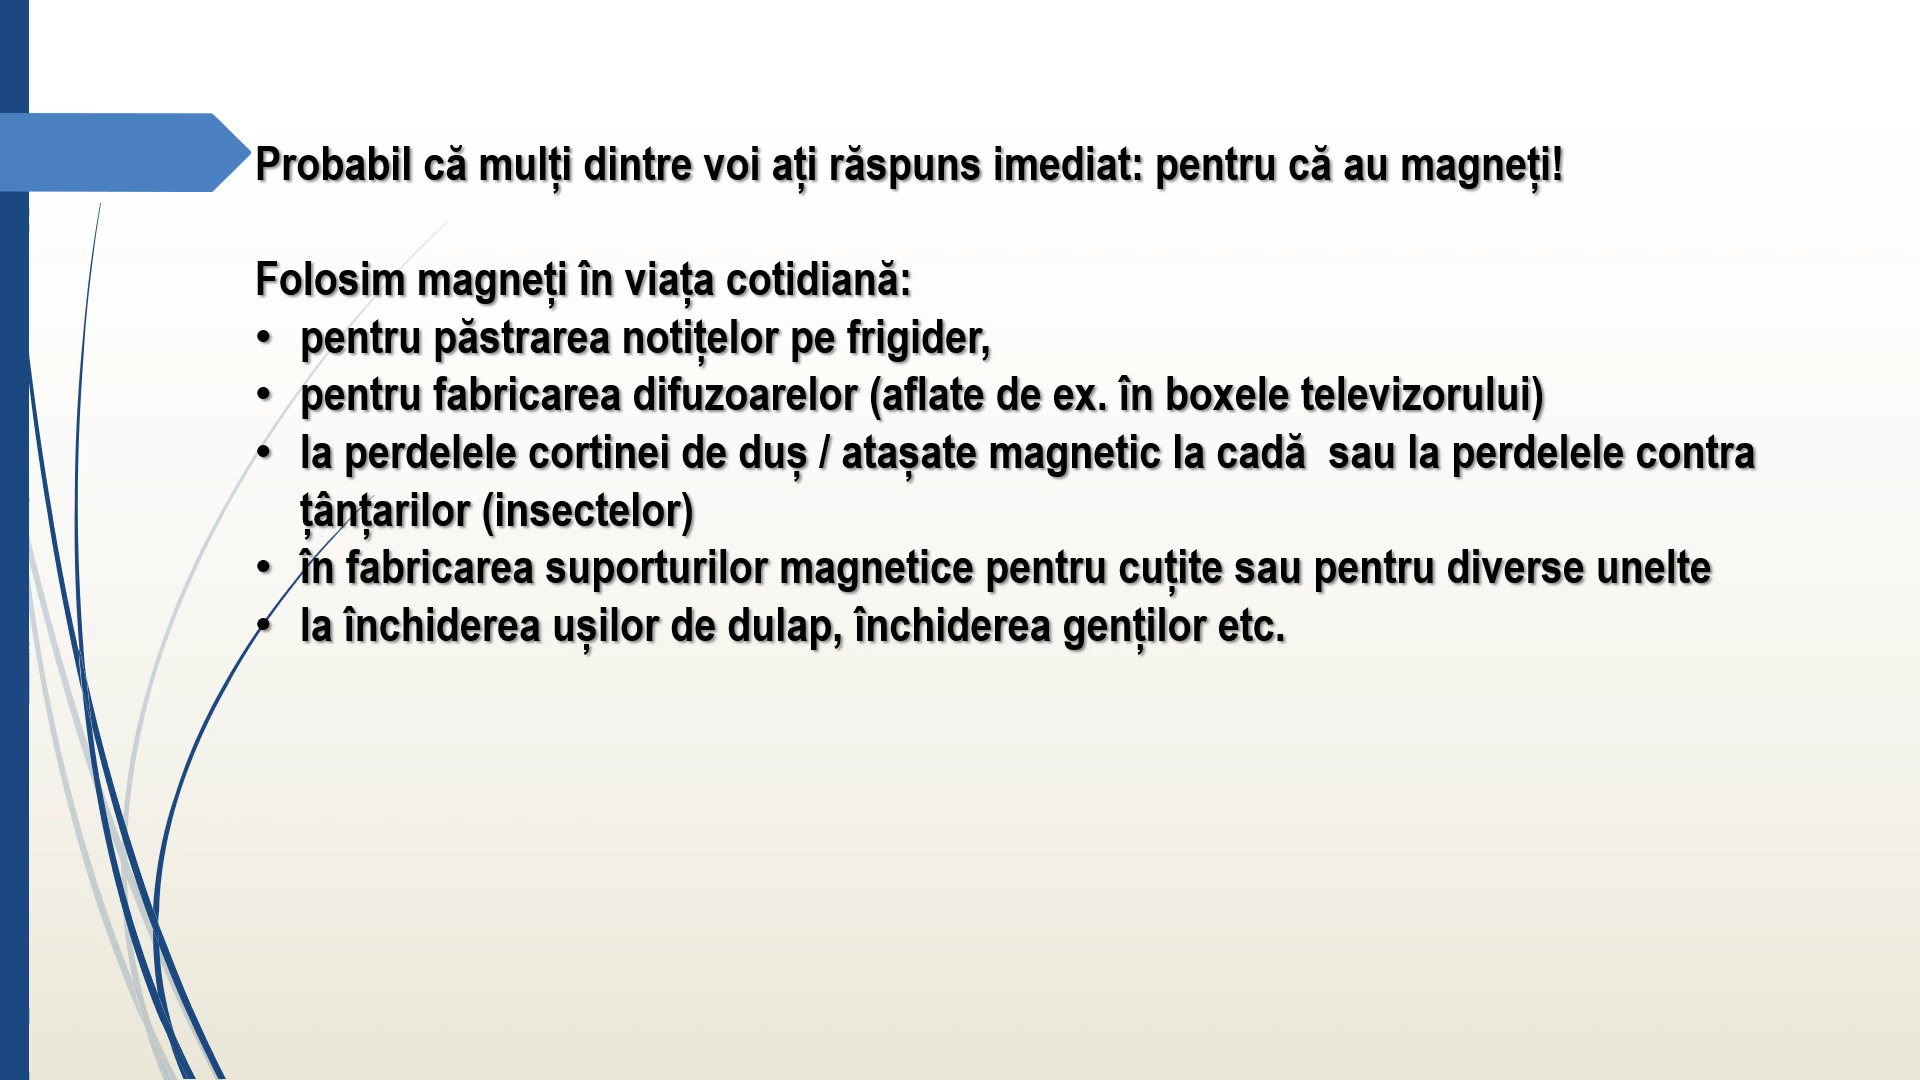 Probabil că mulți dintre voi ați răspuns imediat: pentru că au magneți!
Folosim magneți în viața cotidiană:
• pentru păstrarea notițelor pe frigider,
• pentru fabricarea difuzoarelor (aflate de ex. în boxele televizorului)
• la perdelele cortinei de duș / atașate magnetic la cadă  sau la perdelele contra
țânțarilor (insectelor)
• în fabricarea suporturilor magnetice pentru cuțite sau pentru diverse unelte
• la închiderea ușilor de dulap, închiderea genților etc.